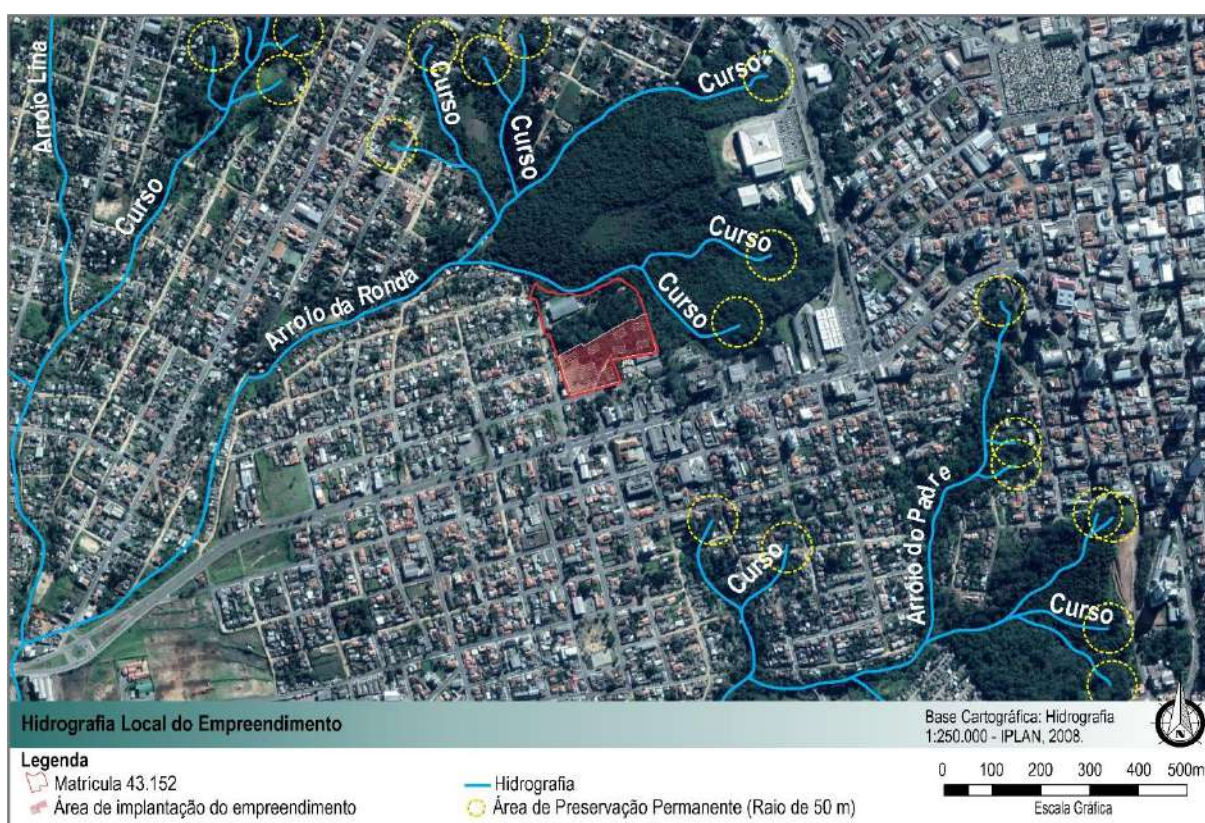 Arroio Lima
Curso
Curso
Curso
Curso
Curso
Curso
Arroio da Ronda
Curso
Arroio do Padre
Curso
Hidrografia Local do Empreendimento
Base Cartográfica: Hidrografia
1:250.000 - IPLAN, 2008.
N
Legenda
Matrícula 43.152
Área de implantação do empreendimento
Hidrografia
Área de Preservação Permanente (Raio de 50 m)
0 100 200 300 400 500m
Escala Gráfica